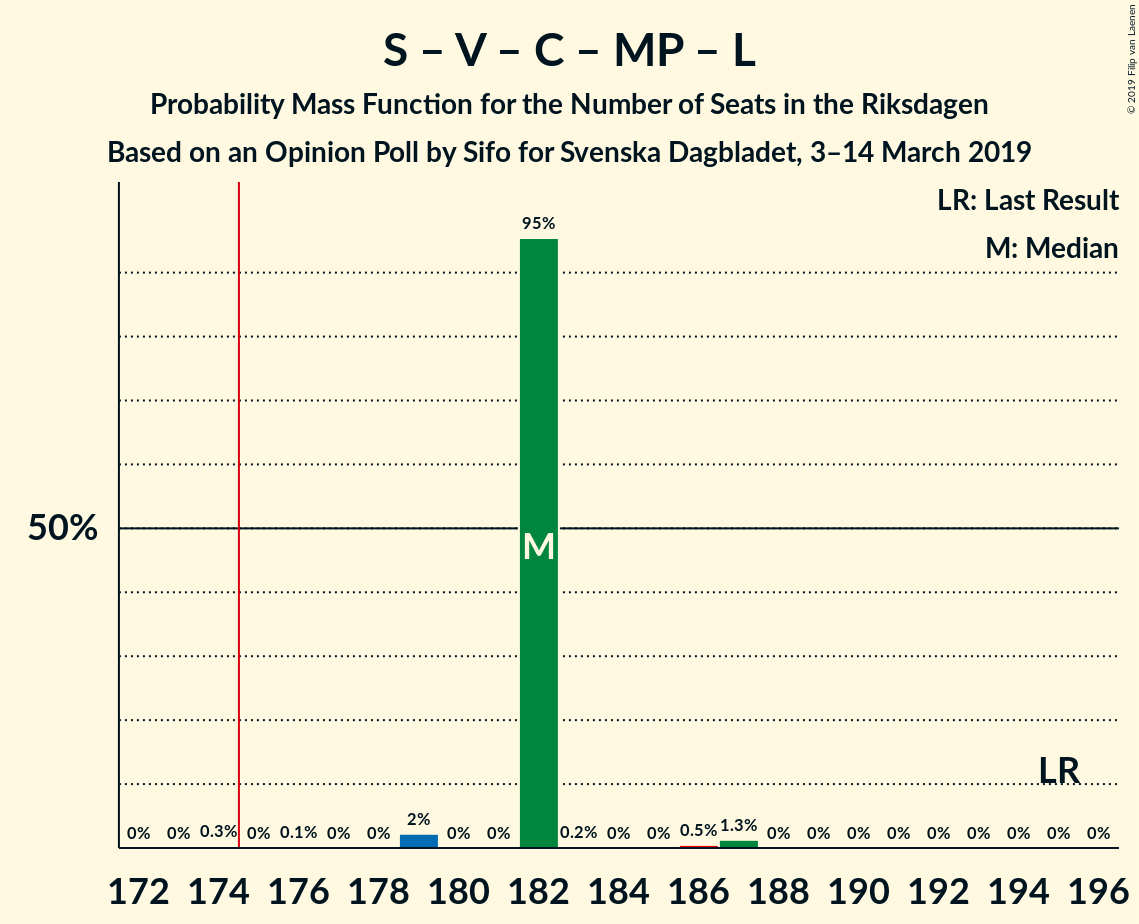 S – V – C – MP – L
Probability Mass Function for the Number of Seats in the Riksdagen
Based on an Opinion Poll by Sifo for Svenska Dagbladet, 3–14 March 2019
© 2019 Filip van Laenen
LR: Last Result
M: Median
95%
50%
M
LR
0% 0% 0.3% 0% 0.1% 0% 0% 2% 0% 0% 0.2% 0% 0% 0.5% 1.3% 0% 0% 0% 0% 0% 0% 0% 0% 0%
172 174 176 178 180 182 184 186 188 190 192 194 196